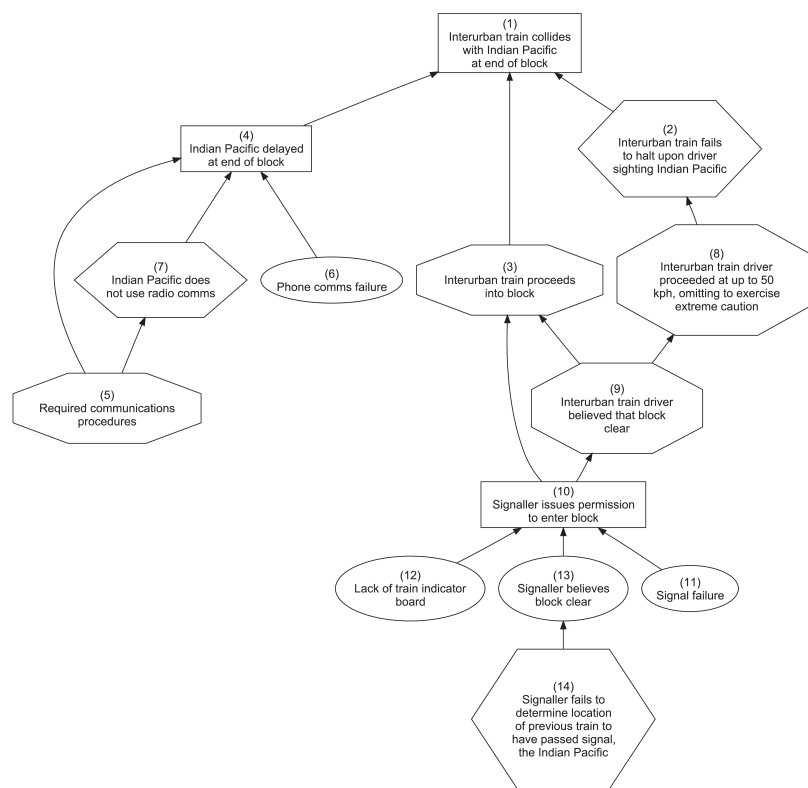 (1)
Interurban train collides
with Indian Pacific
at end of block
(4)
Indian Pacific delayed
at end of block
(2)
Interurban train fails
to halt upon driver
sighting Indian Pacific
(7)
Indian Pacific does
not use radio comms
(6)
Phone comms failure
(3)
Interurban train proceeds
into block
(8)
Interurban train driver
proceeded at up to 50
kph, omitting to exercise
extreme caution
(5)
Required communications
procedures
(9)
Interurban train driver
believed that block
clear
(10)
Signaller issues permission
to enter block
(12)
Lack of train indicator
board
(13)
Signaller believes
block clear
(11)
Signal failure
(14)
Signaller fails to
determine location
of previous train to
have passed signal,
the Indian Pacific